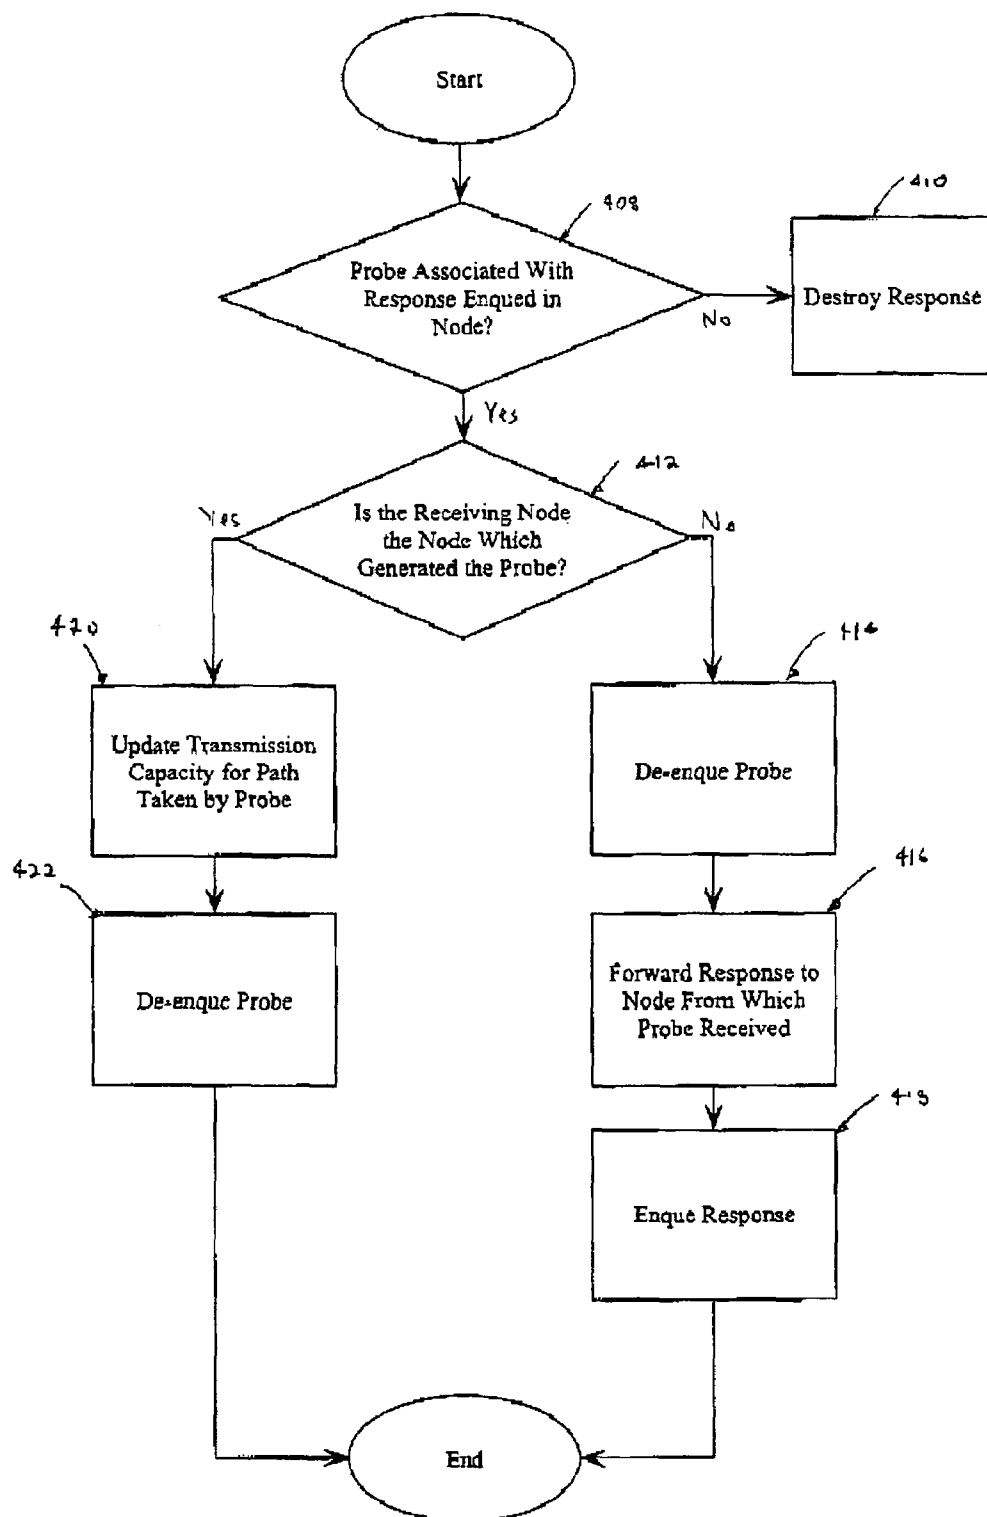 Start
408
410
Probe Associated With
Response Enqued in
Node?
Destroy Response
No
Yes
412
Is the Receiving Node
the Node Which
Generated the Probe?
Yes
No
420
414
Update Transmission
Capacity for Path
Taken by Probe
De-enque Probe
422
416
De-enque Probe
Forward Response to
Node From Which
Probe Received
418
Enque Response
End